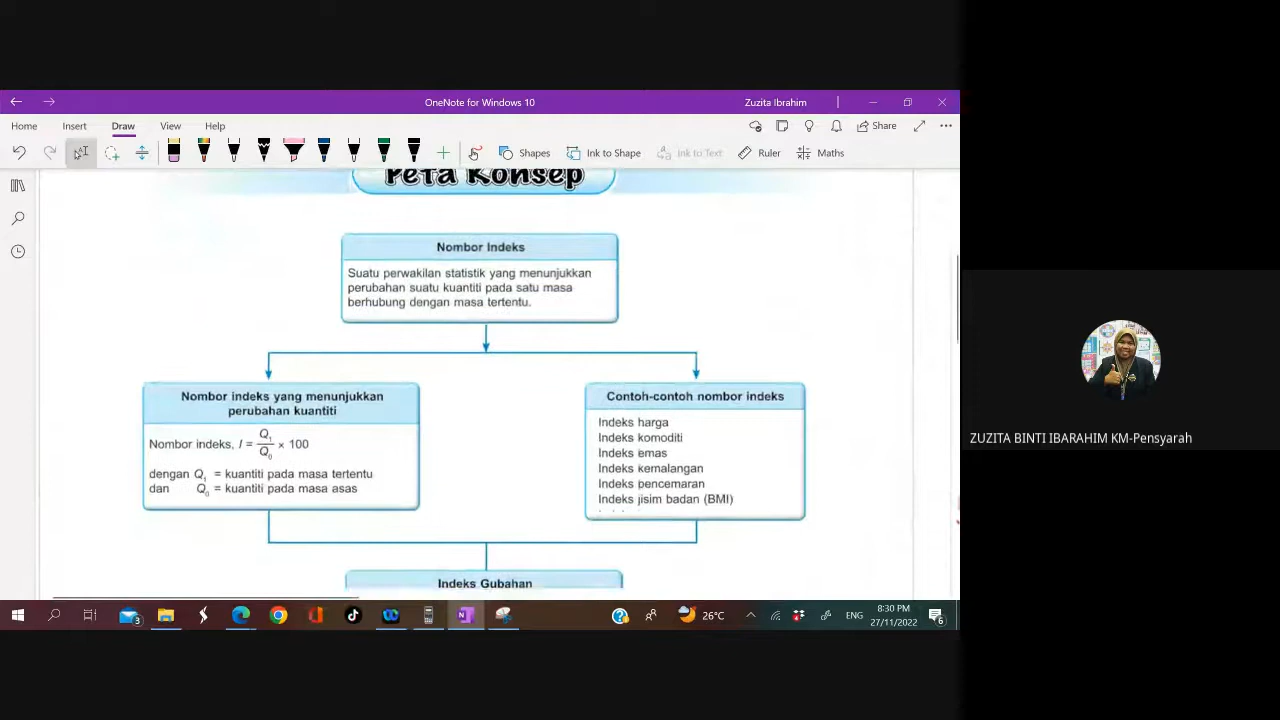 OneNote for Windows 10
Zuzita Ibrahim
Home Insert Draw View Help
Share
Shapes Ink to Shape Ink to Text Ruler Maths
Peta Konsep
Nombor Indeks
Suatu perwakilan statistik yang menunjukkan
perubahan suatu kuantiti pada satu masa
berhubung dengan masa tertentu.
Nombor indeks yang menunjukkan
perubahan kuantiti
Nombor indeks, I = Q₁/Q₀ × 100
dengan Q₁ = kuantiti pada masa tertentu
dan Q₀ = kuantiti pada masa asas
Contoh-contoh nombor indeks
Indeks harga
Indeks komoditi
Indeks emas
Indeks kemalangan
Indeks pencemaran
Indeks jisim badan (BMI)
Indeks Gubahan
ZUZITA BINTI IBARAHIM KM-Pensyarah
3
26°C
ENG
8:30 PM
27/11/2022
6